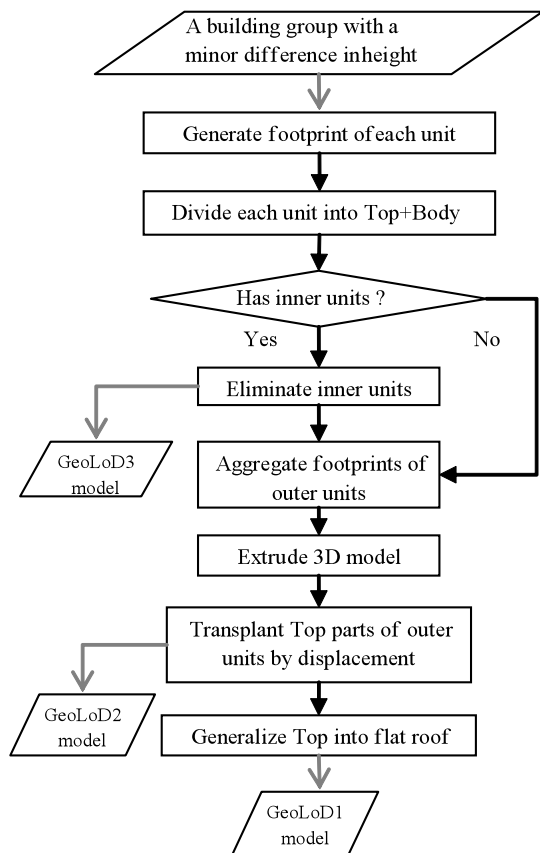 A building group with a
minor difference inheight
Generate footprint of each unit
Divide each unit into Top+Body
Has inner units ?
Yes
No
Eliminate inner units
GeoLoD3
model
Aggregate footprints of
outer units
Extrude 3D model
Transplant Top parts of outer
units by displacement
GeoLoD2
model
Generalize Top into flat roof
GeoLoD1
model